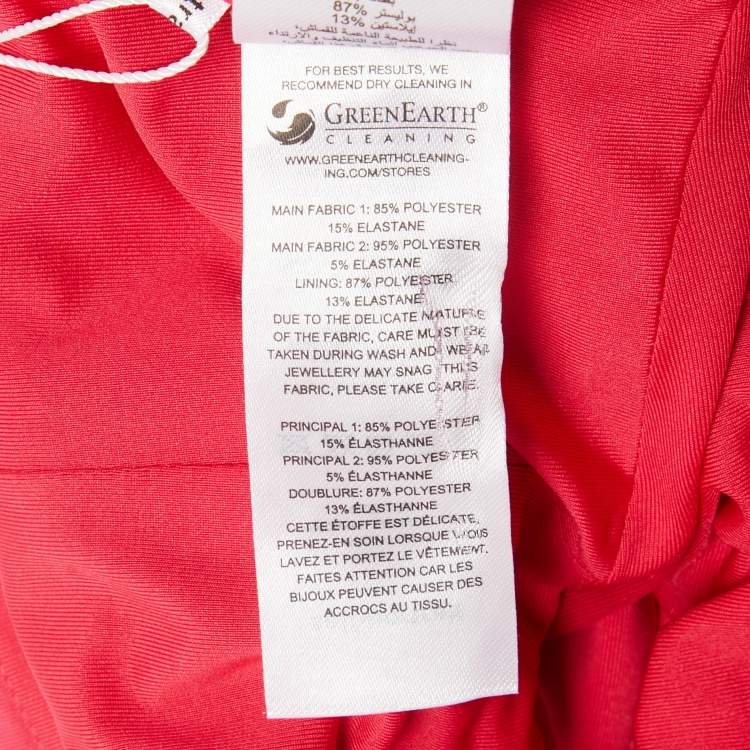 بوليستر 87%
إيلاستين 13%
FOR BEST RESULTS, WE
RECOMMEND DRY CLEANING IN
GREENEARTH®
CLEANING
WWW.GREENEARTHCLEANING-
ING.COM/STORES
MAIN FABRIC 1: 85% POLYESTER
15% ELASTANE
MAIN FABRIC 2: 95% POLYESTER
5% ELASTANE
LINING: 87% POLYESTER
13% ELASTANE
DUE TO THE DELICATE NATURE
OF THE FABRIC, CARE MUST BE
TAKEN DURING WASH AND WEAR,
JEWELLERY MAY SNAG THIS
FABRIC, PLEASE TAKE CARE.
PRINCIPAL 1: 85% POLYESTER
15% ÉLASTHANNE
PRINCIPAL 2: 95% POLYESTER
5% ÉLASTHANNE
DOUBLURE: 87% POLYESTER
13% ÉLASTHANNE
CETTE ÉTOFFE EST DÉLICATE,
PRENEZ-EN SOIN LORSQUE VOUS
LAVEZ ET PORTEZ LE VÊTEMENT.
FAITES ATTENTION CAR LES
BIJOUX PEUVENT CAUSER DES
ACCROCS AU TISSU.